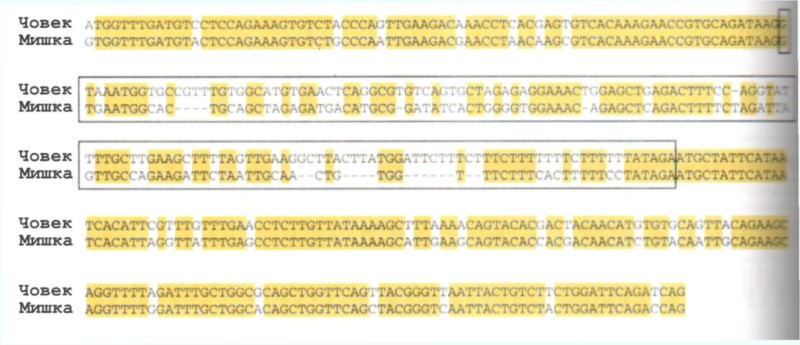 Човек ATGGTTTGATGTCCTCCAGAAAGTGTCTACCCAGTTGAAGACAAACCTCACGAGTGTCACAAAGAACCGTGCAGATAAGG
Мишка GTGGTTTGATGTACTCCAGAAAGTGTCTGCCCAATTGAAGACGAACCTAACAAGCGTCACAAAGAACCGTGCAGATAAGG
Човек TAAATGGTGCCGTTTGTGGCATGTGAACTCAGGCGTGTCAGTGCTAGAGAGGAAACTGGAGCTGAGACTTTCC-AGGTAT
Мишка TGAATGGCAC----TGCAGCTAGAGATGACATGCG-GATATCACTGGGGTGGAAAC-AGAGCTCAGACTTTTCTAGATTA
Човек TTTGCTTGAAGCTTTTAGTTGAAGGCTTACTTATGGATTCTTTCTTTCTTTTTTTCTTTTTTATAGAATGCTATTCATAA
Мишка GTTGCCAGAAGATTCTAATTGCAA--CTG---TGG-----T--TTCTTTCACTTTTTCCTATAGAATGCTATTCATAA
Човек TCACATTCGTTTGTTTGAACCTCTTGTTATAAAAGCTTTAAAACAGTACACGACTACAACATGTGTGCAGTTACAGAAGC
Мишка TCACATTAGGTTATTTGAGCCTCTTGTTATAAAAGCATTGAAGCAGTACACCACGACAACATCTGTACAATTGCAGAAGC
Човек AGGTTTTAGATTTGCTGGCGCAGCTGGTTCAGTTACGGGTTAATTACTGTCTTCTGGATTCAGATCAG
Мишка AGGTTTTGGATTTGCTGGCACAGCTGGTTCAGCTACGGGTCAATTACTGTCTACTGGATTCAGACCAG